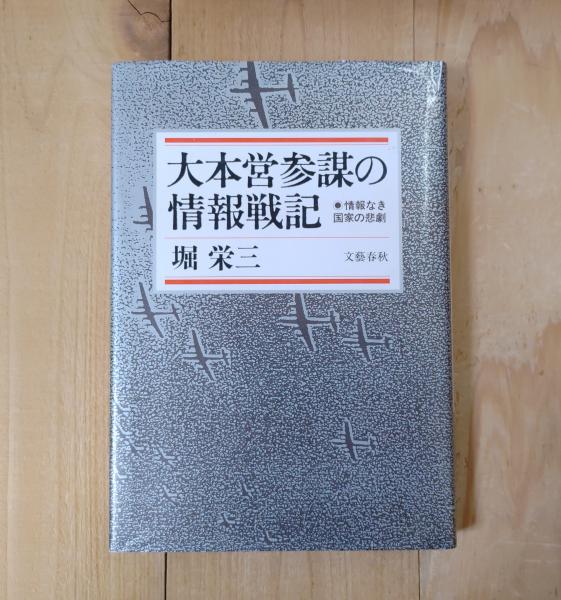 大本営参謀の
情報戦記
●情報なき
国家の悲劇
堀 栄三
文藝春秋